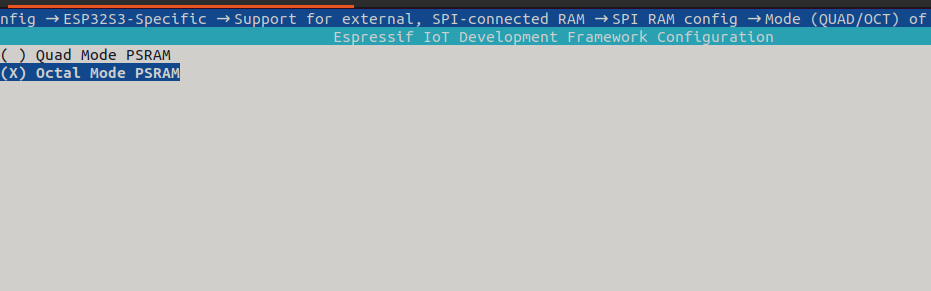 nfig →ESP32S3-Specific →Support for external, SPI-connected RAM →SPI RAM config →Mode (QUAD/OCT) of
Espressif IoT Development Framework Configuration
( ) Quad Mode PSRAM
(X) Octal Mode PSRAM